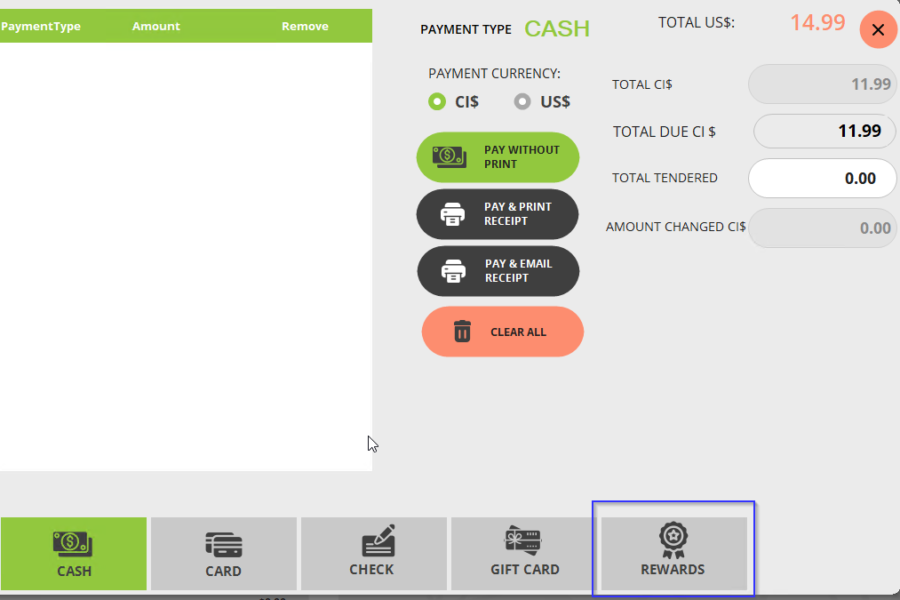 PaymentType Amount Remove
PAYMENT TYPE CASH
TOTAL US$: 14.99
PAYMENT CURRENCY:
CI$ US$
TOTAL CI$ 11.99
TOTAL DUE CI $ 11.99
TOTAL TENDERED 0.00
AMOUNT CHANGED CI$ 0.00
PAY WITHOUT
PRINT
PAY & PRINT
RECEIPT
PAY & EMAIL
RECEIPT
CLEAR ALL
CASH CARD CHECK GIFT CARD REWARDS